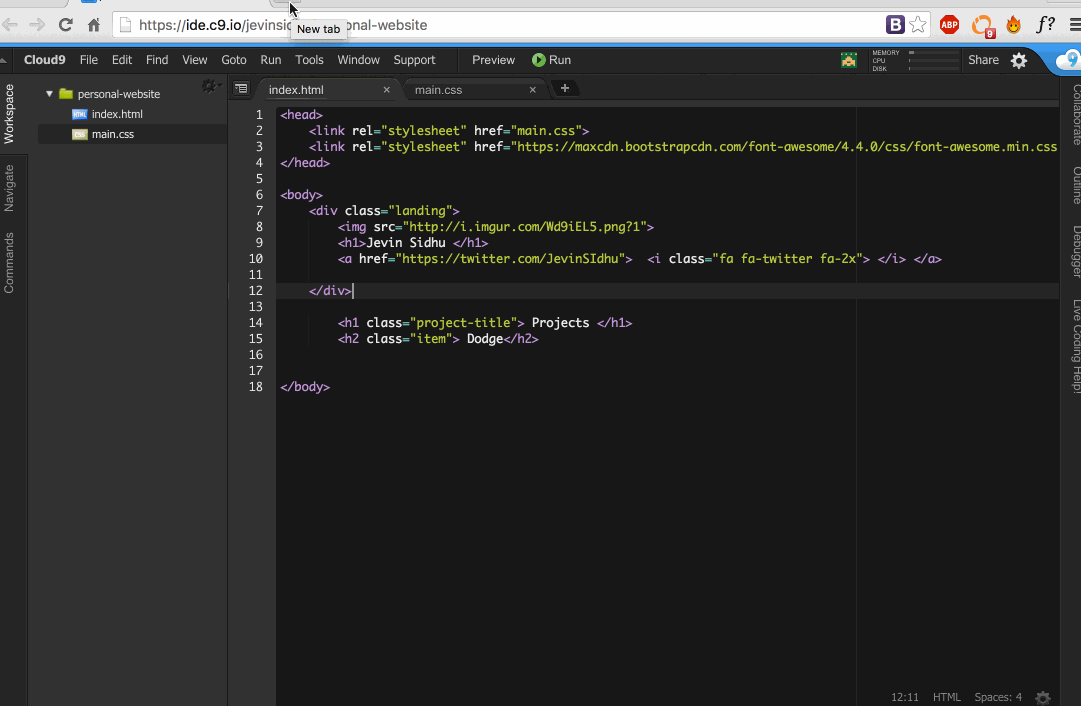 https://ide.c9.io/jevinsi
onal-website
New tab
B
ABP
9
f?
Cloud9 File Edit Find View Goto Run Tools Window Support Preview Run
MEMORY
CPU
DISK
Share
Workspace
Navigate
Commands
personal-website
index.html
main.css
index.html × main.css × +
1 <head>
2     <link rel="stylesheet" href="main.css">
3     <link rel="stylesheet" href="https://maxcdn.bootstrapcdn.com/font-awesome/4.4.0/css/font-awesome.min.css
4 </head>
5
6 <body>
7     <div class="landing">
8         <img src="http://i.imgur.com/Wd9iEL5.png?1">
9         <h1>Jevin Sidhu </h1>
10         <a href="https://twitter.com/JevinSIdhu">  <i class="fa fa-twitter fa-2x"> </i> </a>
11
12     </div>
13
14         <h1 class="project-title"> Projects </h1>
15         <h2 class="item"> Dodge</h2>
16
17
18 </body>
Collaborate
Outline
Debugger
Live Coding Help!
12:11 HTML Spaces: 4